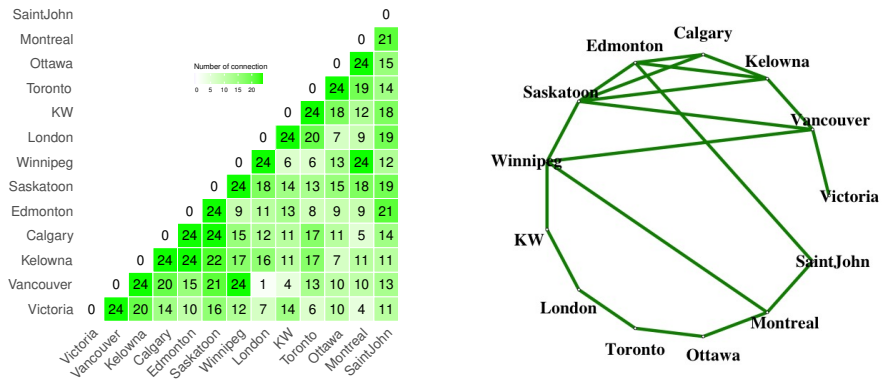 SaintJohn 0
Montreal 0 21
Ottawa 0 24 15
Toronto 0 24 19 14
KW 0 24 18 12 18
London 0 24 20 7 9 18
Winnipeg 0 24 6 6 13 24 12
Saskatoon 0 24 18 14 13 15 18 19
Edmonton 0 24 9 11 13 8 9 9 21
Calgary 0 24 24 15 12 11 17 11 5 14
Kelowna 0 24 24 22 17 16 11 17 7 11 11
Vancouver 0 24 20 15 21 24 1 4 13 10 10 13
Victoria 0 24 20 14 10 16 12 7 14 6 10 4 11
Victoria
Vancouver
Kelowna
Calgary
Edmonton
Saskatoon
Winnipeg
London
KW
Toronto
Ottawa
Montreal
SaintJohn
Number of connection
0 5 10 15 20
Calgary
Edmonton
Kelowna
Saskatoon
Vancouver
Winnipeg
Victoria
KW
SaintJohn
London
Montreal
Toronto
Ottawa